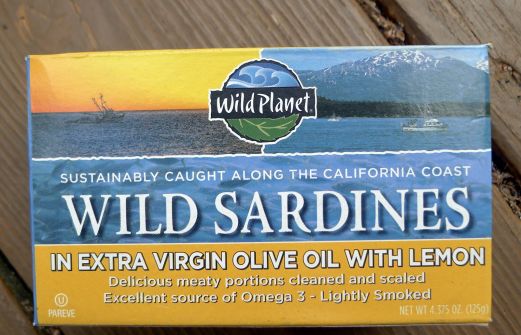 Wild Planet
SUSTAINABLY CAUGHT ALONG THE CALIFORNIA COAST
WILD SARDINES
IN EXTRA VIRGIN OLIVE OIL WITH LEMON
Delicious meaty portions cleaned and scaled
Excellent source of Omega 3 - Lightly Smoked
U
PAREVE
NET WT 4.375 OZ. (125g)